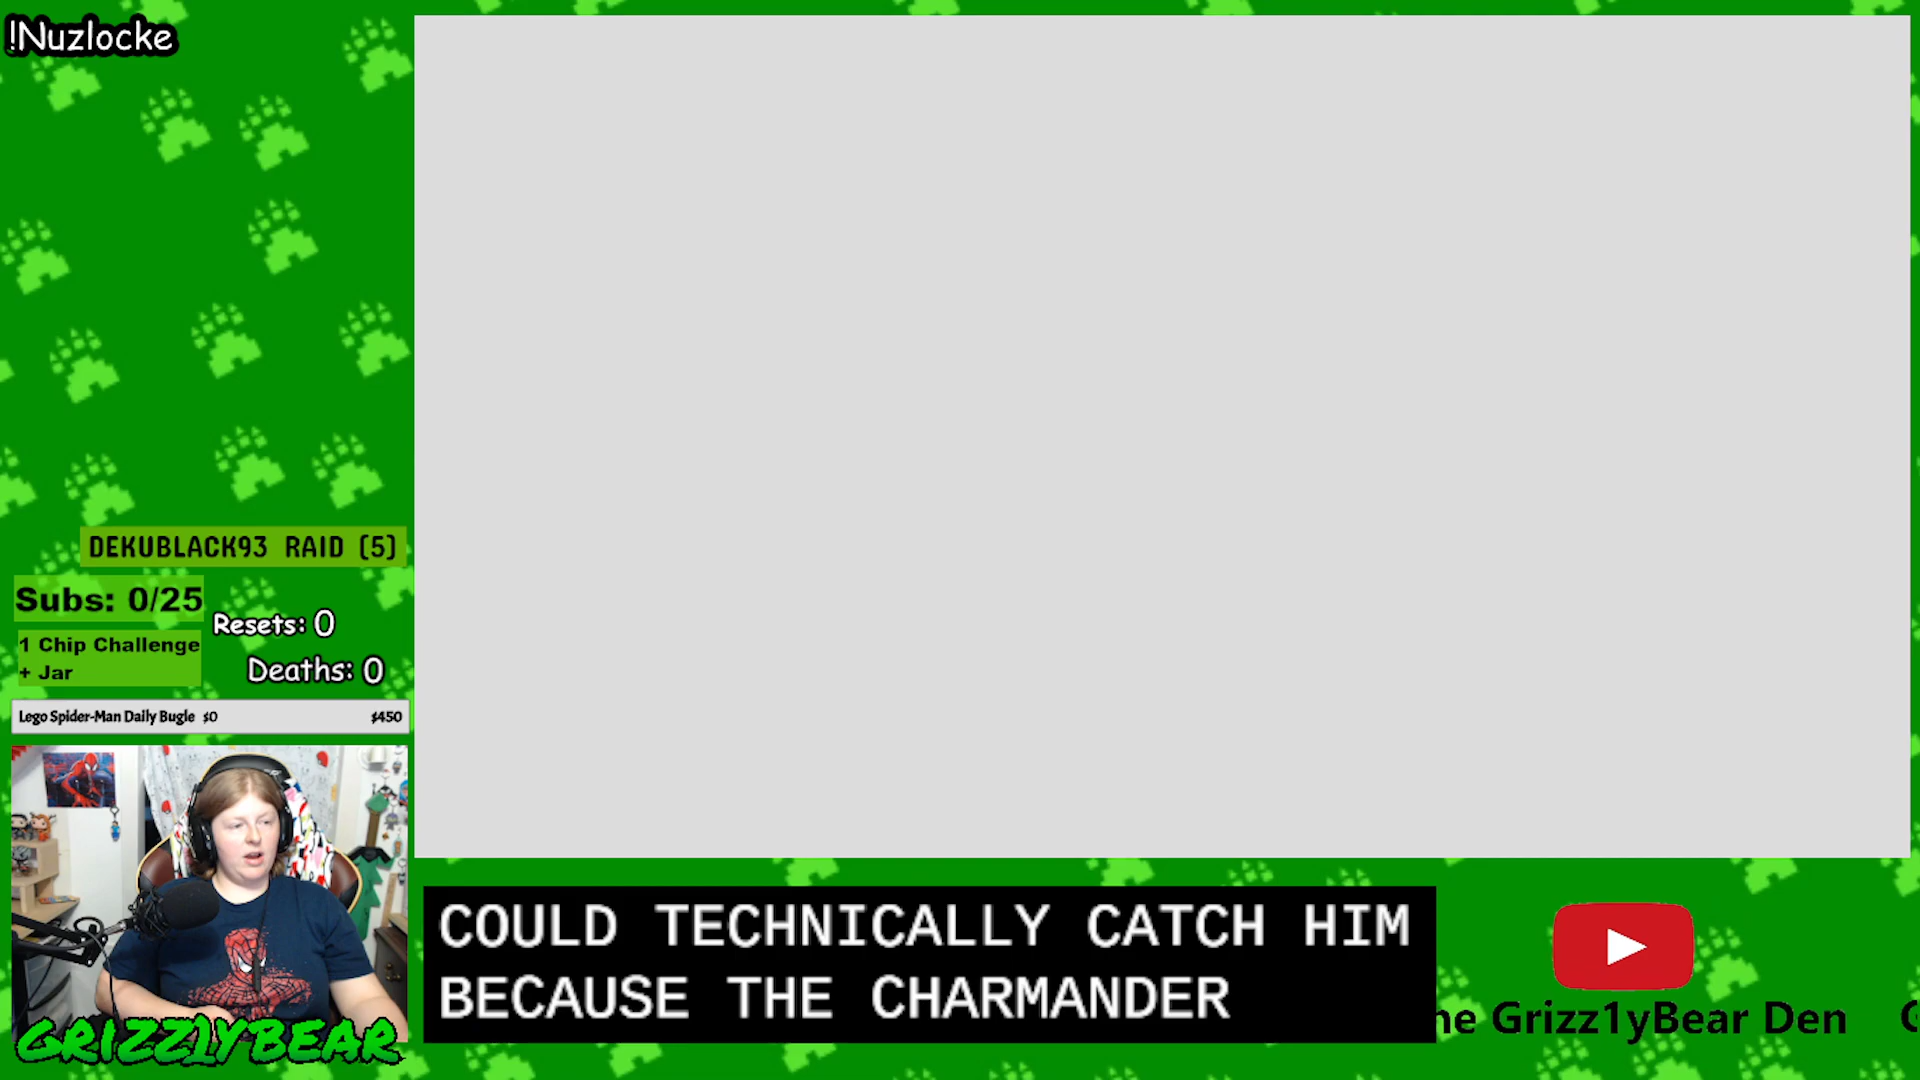 !Nuzlocke
DEKUBLACK93 RAID (5)
Subs: 0/25
Resets: 0
1 Chip Challenge
+ Jar
Deaths: 0
Lego Spider-Man Daily Bugle $0 $450
GRIZZ1YBEAR
COULD TECHNICALLY CATCH HIM
BECAUSE THE CHARMANDER
he Grizz1yBear Den